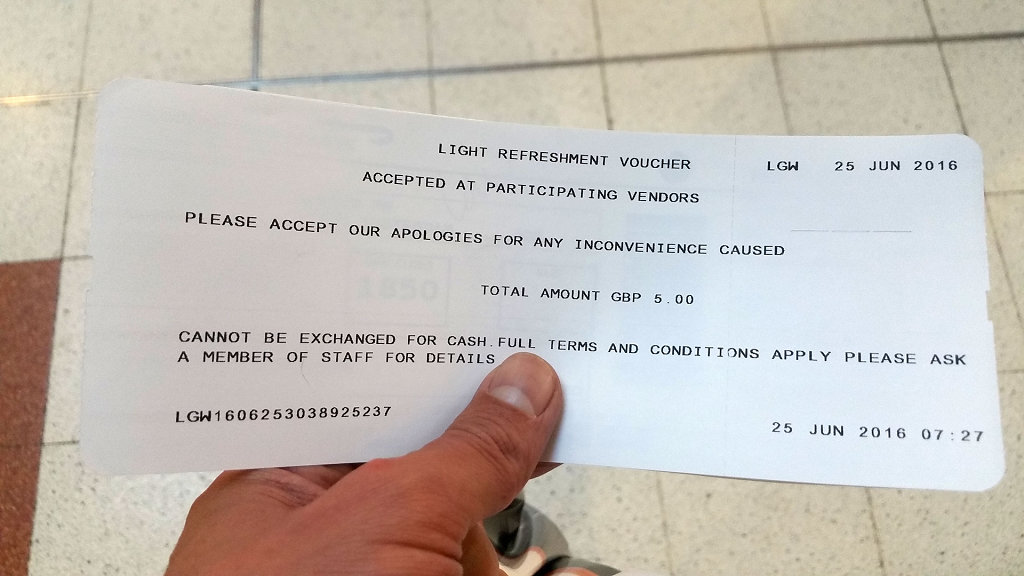 LIGHT REFRESHMENT VOUCHER
LGW 25 JUN 2016
ACCEPTED AT PARTICIPATING VENDORS
PLEASE ACCEPT OUR APOLOGIES FOR ANY INCONVENIENCE CAUSED
TOTAL AMOUNT GBP 5.00
CANNOT BE EXCHANGED FOR CASH.FULL TERMS AND CONDITIONS APPLY PLEASE ASK
A MEMBER OF STAFF FOR DETAILS
LGW1606253038925237
25 JUN 2016 07:27